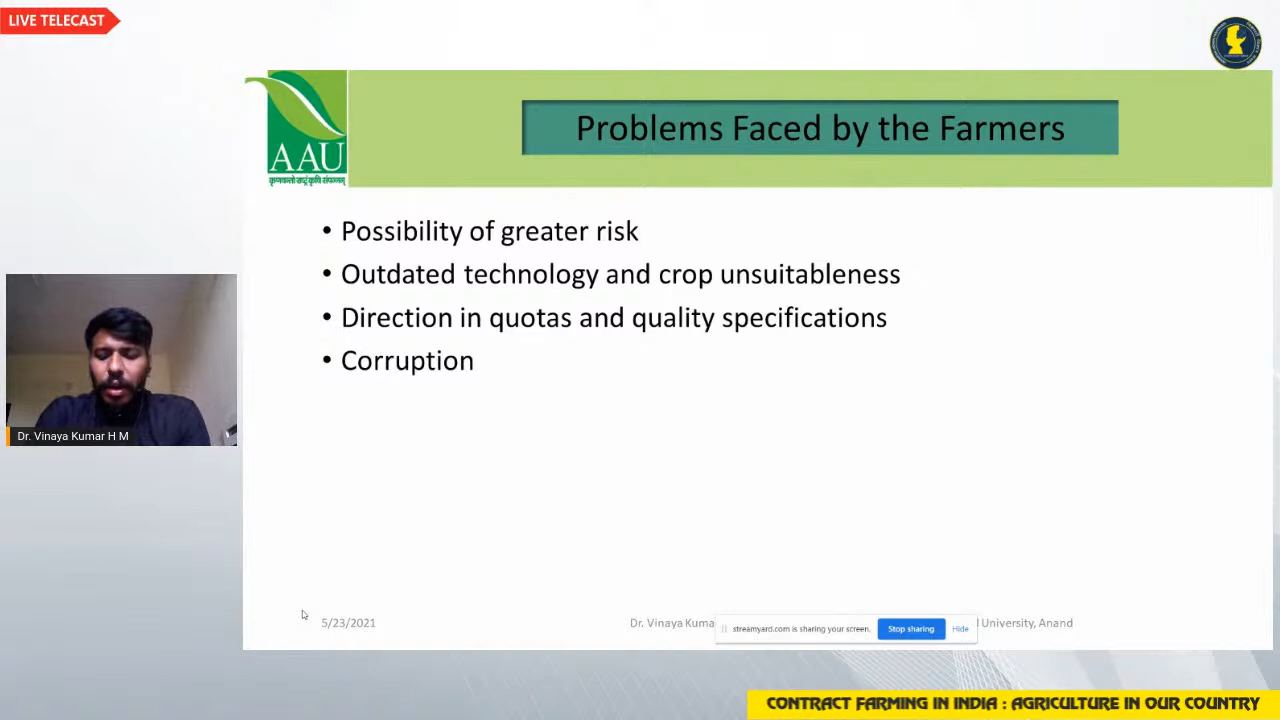 LIVE TELECAST
Problems Faced by the Farmers
AAU
• Possibility of greater risk
• Outdated technology and crop unsuitableness
• Direction in quotas and quality specifications
• Corruption
Dr. Vinaya Kumar H M
5/23/2021
Dr. Vinaya Kuma
University, Anand
streamyard.com is sharing your screen.
Stop sharing
Hide
CONTRACT FARMING IN INDIA : AGRICULTURE IN OUR COUNTRY